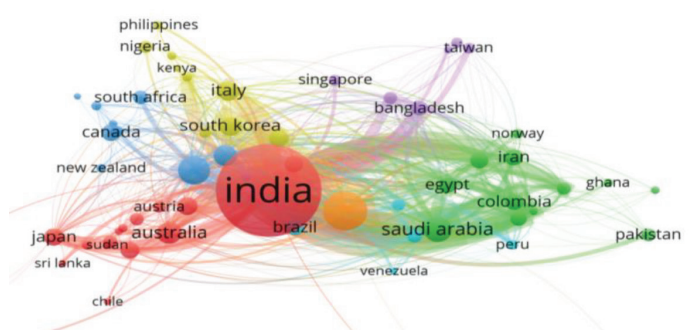 philippines
nigeria
taiwan
kenya
singapore
italy
south africa
bangladesh
south korea
canada
norway
iran
new zealand
egypt
ghana
india
colombia
austria
brazil
saudi arabia
australia
japan
sudan
peru
pakistan
sri lanka
venezuela
chile